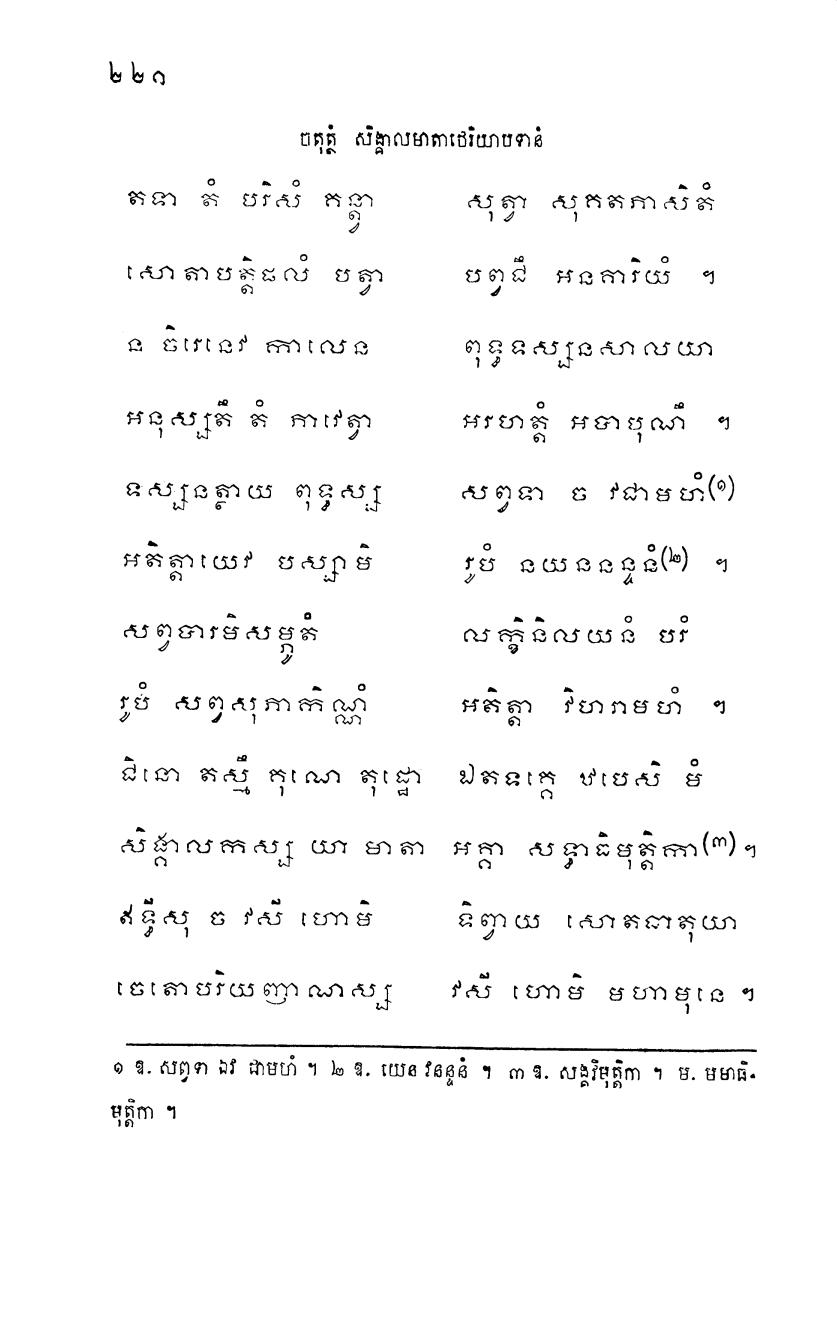 ២២១
ចតុត្ថំ សិង្គាលមាតាថេរិយាបទានំ
តទា តំ បរិសំ គន្ត្វា សុត្វា សុគតភាសិតំ
សោតាបត្តិផលំ បត្វា បព្វជឹ អនគារិយំ ។
ន ចិរេនេវ កាលេន ពុទ្ធទស្សនសាលយា
អនុស្សតឹ តំ ភាវេត្វា អរហត្តំ អបាបុណឹ ។
ទស្សនត្ថាយ ពុទ្ធស្ស សព្វទា ច វជាមហំ(១)
អតិត្តាយេវ បស្សាមិ រូបំ នយននន្ទនំ(២) ។
សព្វបារមិសម្ភូតំ លក្ខិនិលយនំ បរំ
រូបំ សព្វសុភាកិណ្ណំ អតិត្តា វិហរាមហំ ។
ជិនោ តស្មឹ គុណេ តុដ្ឋោ ឯតទគ្គេ ឋបេសិ មំ
សិង្គាលកស្ស យា មាតា អគ្គា សទ្ធាធិមុត្តិកា(៣) ។
ឥទ្ធីសុ ច វសី ហោមិ ទិព្វាយ សោតធាតុយា
ចេតោបរិយញាណស្ស វសី ហោមិ មហាមុនេ ។
១ ឱ. សព្វទា ឯវ ជាមហំ ។ ២ ឱ. យេន វនន្ទនំ ។ ៣ ឱ. សង្គវិមុត្តិកា ។ ម. មមាធិ-
មុត្តិកា ។